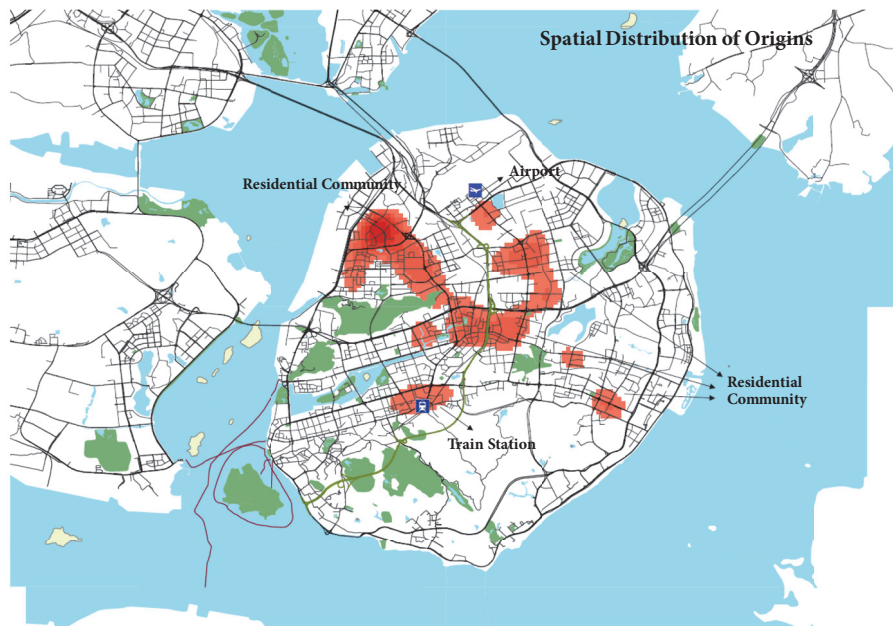 Spatial Distribution of Origins
Airport
Residential Community
Residential
Community
Train Station